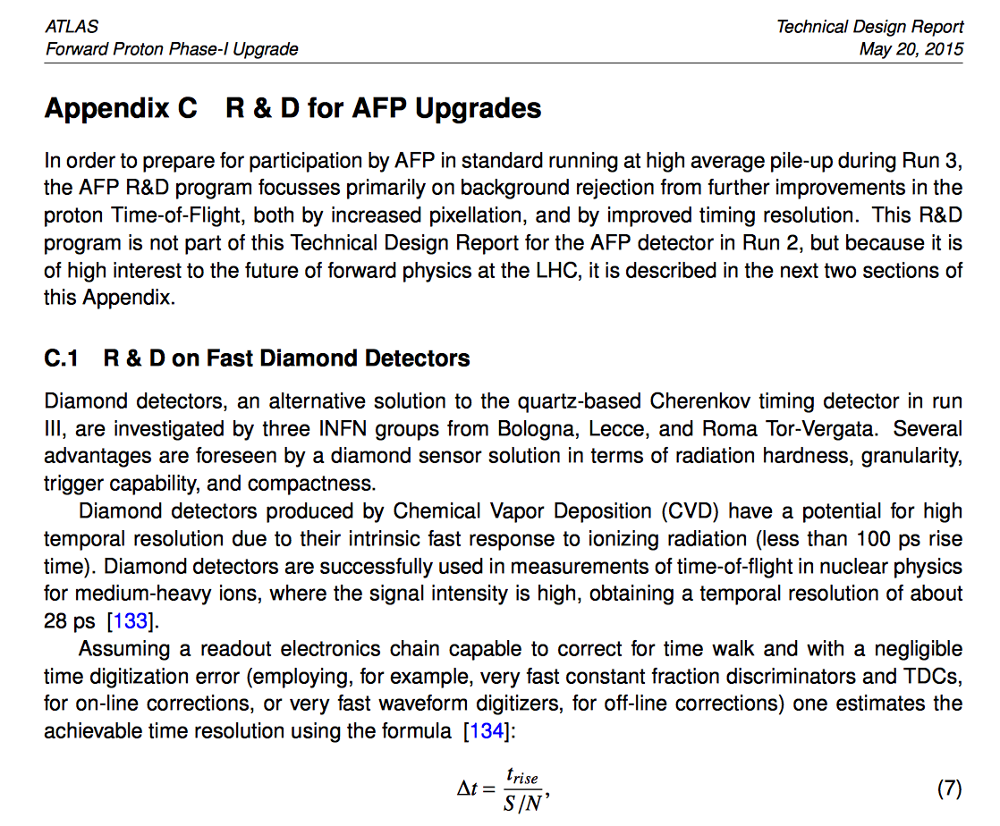 ATLAS
Forward Proton Phase-I Upgrade
Technical Design Report
May 20, 2015
Appendix C R & D for AFP Upgrades
In order to prepare for participation by AFP in standard running at high average pile-up during Run 3,
the AFP R&D program focusses primarily on background rejection from further improvements in the
proton Time-of-Flight, both by increased pixellation, and by improved timing resolution. This R&D
program is not part of this Technical Design Report for the AFP detector in Run 2, but because it is
of high interest to the future of forward physics at the LHC, it is described in the next two sections of
this Appendix.
C.1 R & D on Fast Diamond Detectors
Diamond detectors, an alternative solution to the quartz-based Cherenkov timing detector in run
III, are investigated by three INFN groups from Bologna, Lecce, and Roma Tor-Vergata. Several
advantages are foreseen by a diamond sensor solution in terms of radiation hardness, granularity,
trigger capability, and compactness.
Diamond detectors produced by Chemical Vapor Deposition (CVD) have a potential for high
temporal resolution due to their intrinsic fast response to ionizing radiation (less than 100 ps rise
time). Diamond detectors are successfully used in measurements of time-of-flight in nuclear physics
for medium-heavy ions, where the signal intensity is high, obtaining a temporal resolution of about
28 ps [133].
Assuming a readout electronics chain capable to correct for time walk and with a negligible
time digitization error (employing, for example, very fast constant fraction discriminators and TDCs,
for on-line corrections, or very fast waveform digitizers, for off-line corrections) one estimates the
achievable time resolution using the formula [134]:
Δt = t_rise / S/N, (7)